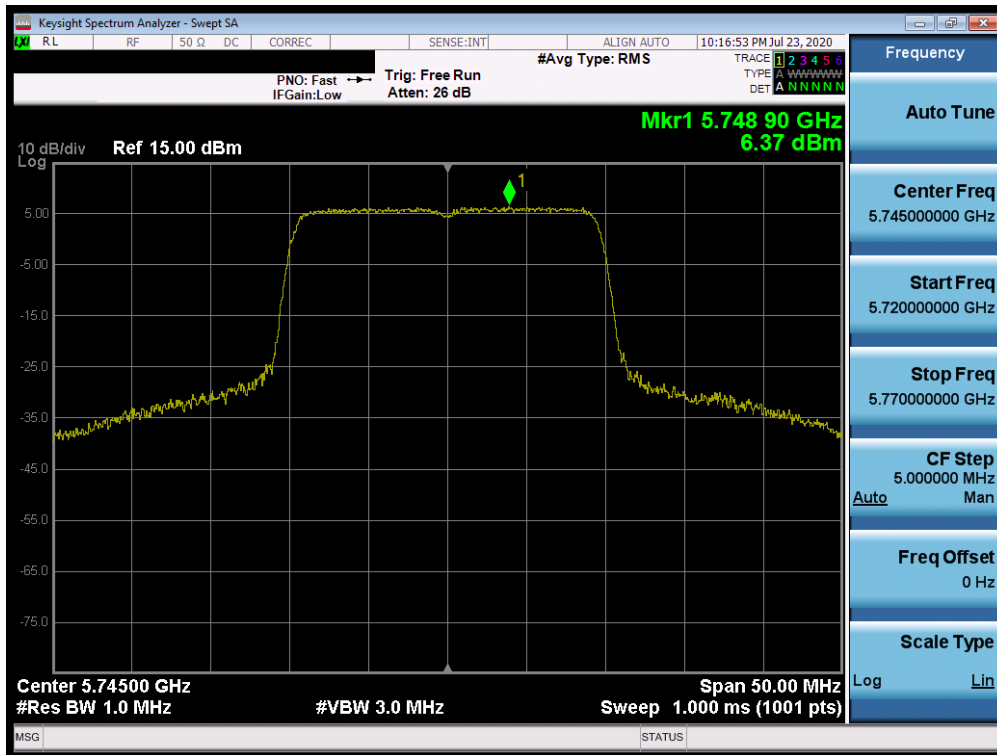 Keysight Spectrum Analyzer - Swept SA
LXI RL RF 50 Ω DC CORREC SENSE:INT ALIGN AUTO 10:16:53 PM Jul 23, 2020
PNO: Fast
IFGain:Low
Trig: Free Run
Atten: 26 dB
#Avg Type: RMS
TRACE 1 2 3 4 5 6
TYPE A WWWWW
DET A N N N N N
Mkr1 5.748 90 GHz
6.37 dBm
10 dB/div Ref 15.00 dBm
Log
1
5.00
-5.00
-15.0
-25.0
-35.0
-45.0
-55.0
-65.0
-75.0
Center 5.74500 GHz Span 50.00 MHz
#Res BW 1.0 MHz #VBW 3.0 MHz Sweep 1.000 ms (1001 pts)
MSG STATUS
Frequency
Auto Tune
Center Freq
5.745000000 GHz
Start Freq
5.720000000 GHz
Stop Freq
5.770000000 GHz
CF Step
5.000000 MHz
Auto Man
Freq Offset
0 Hz
Scale Type
Log Lin